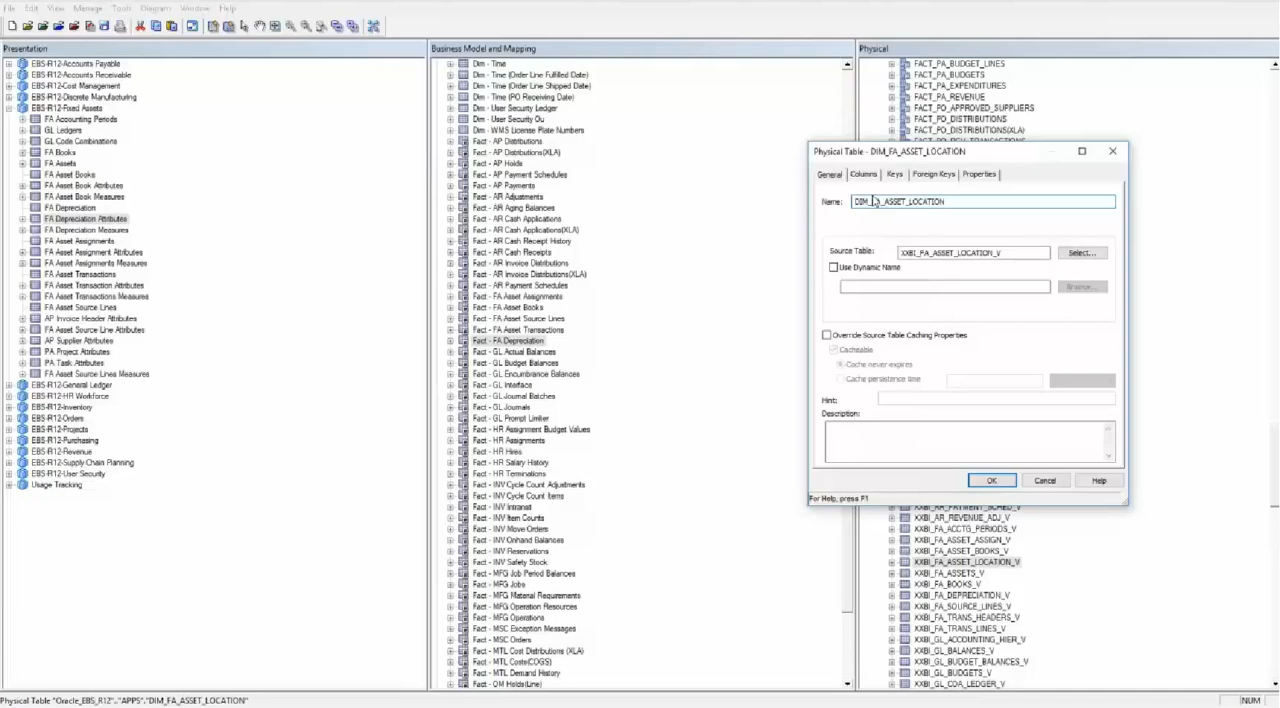 File Edit View Manage Tools Diagram Window Help
Presentation
EBS-R12-Accounts Payable
EBS-R12-Accounts Receivable
EBS-R12-Cost Management
EBS-R12-Discrete Manufacturing
EBS-R12-Fixed Assets
FA Accounting Periods
GL Ledgers
GL Code Combinations
FA Books
FA Assets
FA Asset Books
FA Asset Book Attributes
FA Asset Book Measures
FA Depreciation
FA Depreciation Attributes
FA Depreciation Measures
FA Asset Assignments
FA Asset Assignment Attributes
FA Asset Assignments Measures
FA Asset Transactions
FA Asset Transaction Attributes
FA Asset Transactions Measures
FA Asset Source Lines
AP Invoice Header Attributes
FA Asset Source Line Attributes
AP Supplier Attributes
PA Project Attributes
PA Task Attributes
FA Asset Source Lines Measures
EBS-R12-General Ledger
EBS-R12-HR Workforce
EBS-R12-Inventory
EBS-R12-Orders
EBS-R12-Projects
EBS-R12-Purchasing
EBS-R12-Revenue
EBS-R12-Supply Chain Planning
EBS-R12-User Security
Usage Tracking
Business Model and Mapping
Dim - Time
Dim - Time (Order Line Fulfilled Date)
Dim - Time (Order Line Shipped Date)
Dim - Time (PO Receiving Date)
Dim - User Security Ledger
Dim - User Security Ou
Dim - WMS License Plate Numbers
Fact - AP Distributions
Fact - AP Distributions(XLA)
Fact - AP Holds
Fact - AP Payment Schedules
Fact - AP Payments
Fact - AR Adjustments
Fact - AR Aging Balances
Fact - AR Cash Applications
Fact - AR Cash Applications(XLA)
Fact - AR Cash Receipt History
Fact - AR Cash Receipts
Fact - AR Invoice Distributions
Fact - AR Invoice Distributions(XLA)
Fact - AR Payment Schedules
Fact - FA Asset Assignments
Fact - FA Asset Books
Fact - FA Asset Source Lines
Fact - FA Asset Transactions
Fact - FA Depreciation
Fact - GL Actual Balances
Fact - GL Budget Balances
Fact - GL Encumbrance Balances
Fact - GL Interface
Fact - GL Journal Batches
Fact - GL Journals
Fact - GL Prompt Limiter
Fact - HR Assignment Budget Values
Fact - HR Assignments
Fact - HR Hires
Fact - HR Salary History
Fact - HR Terminations
Fact - INV Cycle Count Adjustments
Fact - INV Cycle Count Items
Fact - INV Intransit
Fact - INV Item Counts
Fact - INV Move Orders
Fact - INV Onhand Balances
Fact - INV Reservations
Fact - INV Safety Stock
Fact - MFG Job Period Balances
Fact - MFG Jobs
Fact - MFG Material Requirements
Fact - MFG Operation Resources
Fact - MFG Operations
Fact - MSC Exception Messages
Fact - MSC Orders
Fact - MTL Cost Distributions (XLA)
Fact - MTL Costs(COGS)
Fact - MTL Demand History
Fact - OM Holds(Line)
Physical
FACT_PA_BUDGET_LINES
FACT_PA_BUDGETS
FACT_PA_EXPENDITURES
FACT_PA_REVENUE
FACT_PO_APPROVED_SUPPLIERS
FACT_PO_DISTRIBUTIONS
FACT_PO_DISTRIBUTIONS(XLA)
Physical Table - DIM_FA_ASSET_LOCATION
General Columns Keys Foreign Keys Properties
Name: DIM_FA_ASSET_LOCATION
Source Table: XXBI_FA_ASSET_LOCATION_V Select...
Use Dynamic Name
Browse...
Override Source Table Caching Properties
Cacheable
Cache never expires
Cache persistence time
Hint:
Description:
OK Cancel Help
For Help, press F1
XXBI_AR_PAYMENT_SCHED_V
XXBI_AR_REVENUE_ADJ_V
XXBI_FA_ACCTG_PERIODS_V
XXBI_FA_ASSET_ASSIGN_V
XXBI_FA_ASSET_BOOKS_V
XXBI_FA_ASSET_LOCATION_V
XXBI_FA_ASSETS_V
XXBI_FA_BOOKS_V
XXBI_FA_DEPRECIATION_V
XXBI_FA_SOURCE_LINES_V
XXBI_FA_TRANS_HEADERS_V
XXBI_FA_TRANS_LINES_V
XXBI_GL_ACCOUNTING_HIER_V
XXBI_GL_BALANCES_V
XXBI_GL_BUDGET_BALANCES_V
XXBI_GL_BUDGETS_V
XXBI_GL_COA_LEDGER_V
Physical Table "Oracle_EBS_R12".."APPS"."DIM_FA_ASSET_LOCATION"
NUM